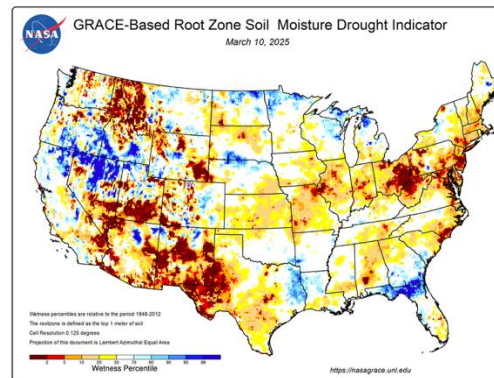 NASA
GRACE-Based Root Zone Soil Moisture Drought Indicator
March 10, 2025
Wetness percentiles are relative to the period 1948-2012
The rootzone is defined as the top 1 meter of soil
Cell Resolution 0.125 degrees
Projection of this document is Lambert Azimuthal Equal Area
2 5 10 20 30 70 80 90 95 98
Wetness Percentile
https://nasagrace.unl.edu